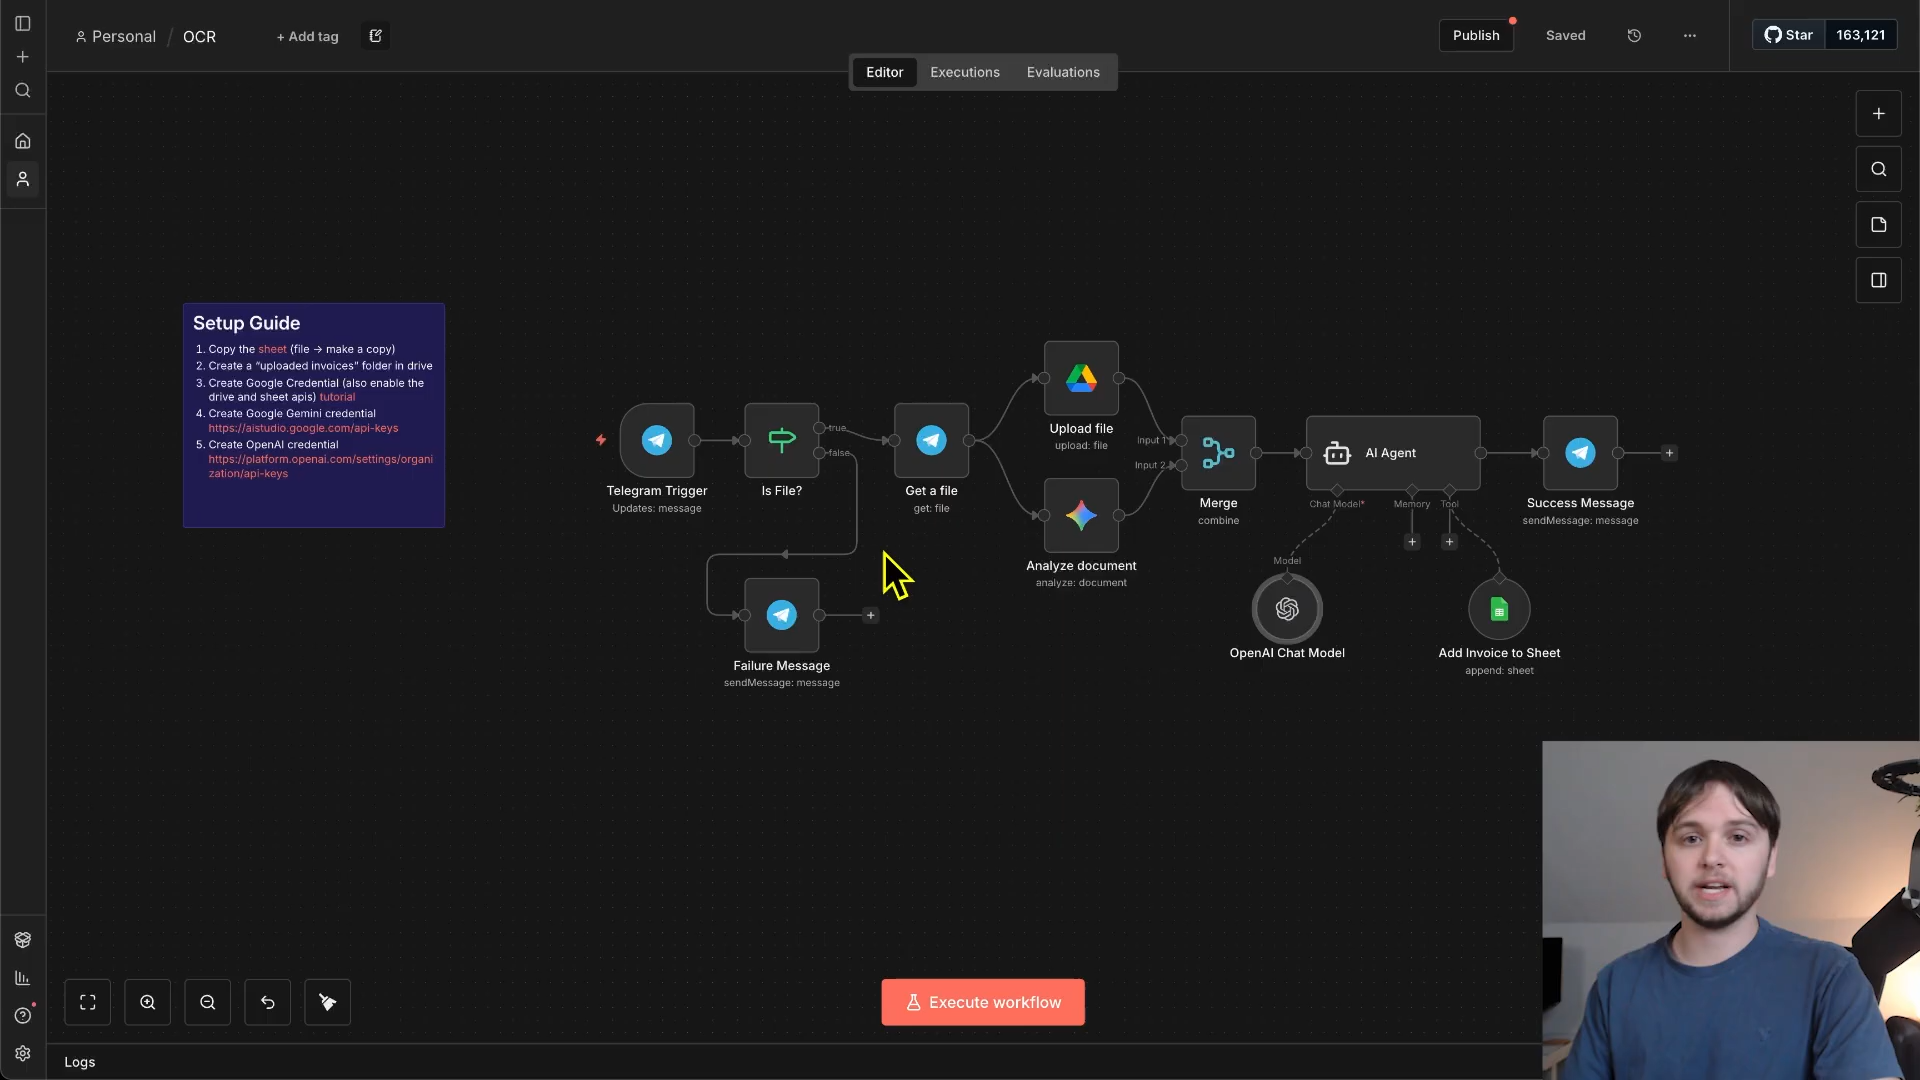 Personal / OCR
+ Add tag
Publish
Saved
Star
163,121
Editor
Executions
Evaluations
Setup Guide
1. Copy the sheet (file → make a copy)
2. Create a “uploaded invoices” folder in drive
3. Create Google Credential (also enable the
drive and sheet apis) tutorial
4. Create Google Gemini credential
https://aistudio.google.com/api-keys
5. Create OpenAI credential
https://platform.openai.com/settings/organi
zation/api-keys
Telegram Trigger
Updates: message
true
false
Is File?
Get a file
get: file
Upload file
upload: file
Analyze document
analyze: document
Input 1
Input 2
Merge
combine
AI Agent
Chat Model*
Memory
Tool
Success Message
sendMessage: message
Model
OpenAI Chat Model
Add Invoice to Sheet
append: sheet
Failure Message
sendMessage: message
Execute workflow
Logs